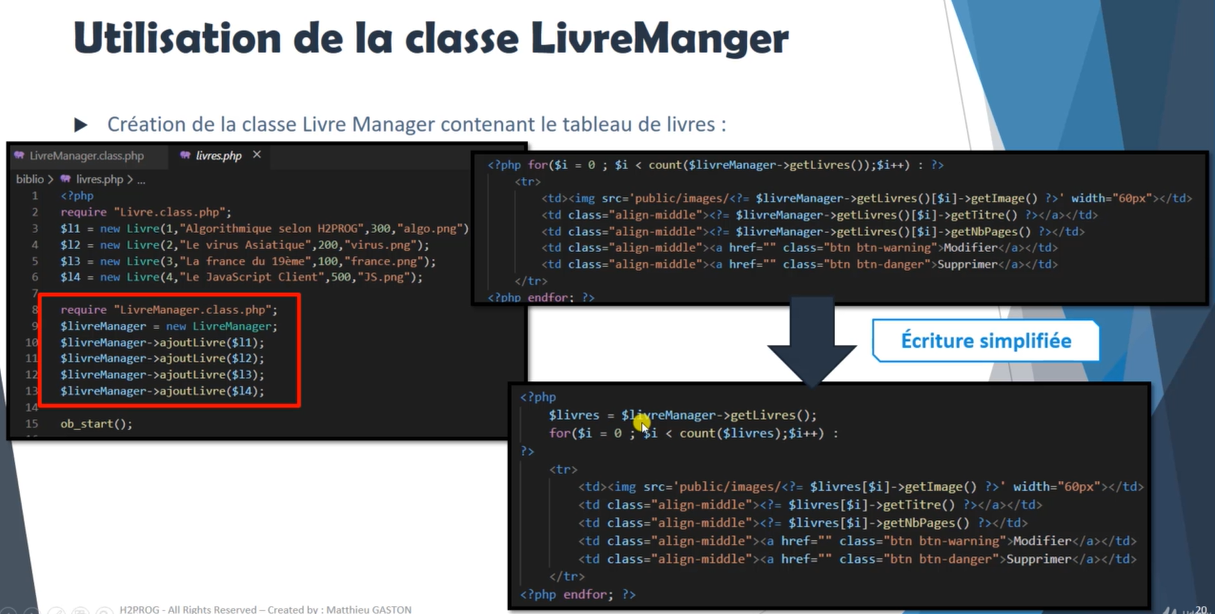 Utilisation de la classe LivreManger
Création de la classe Livre Manager contenant le tableau de livres :
LivreManager.class.php livres.php ×
biblio > livres.php > ...
1 <?php
2 require "Livre.class.php";
3 $l1 = new Livre(1,"Algorithmique selon H2PROG",300,"algo.png")
4 $l2 = new Livre(2,"Le virus Asiatique",200,"virus.png");
5 $l3 = new Livre(3,"La france du 19ème",100,"france.png");
6 $l4 = new Livre(4,"Le JavaScript Client",500,"JS.png");
7
8 require "LivreManager.class.php";
9 $livreManager = new LivreManager;
10 $livreManager->ajoutLivre($l1);
11 $livreManager->ajoutLivre($l2);
12 $livreManager->ajoutLivre($l3);
13 $livreManager->ajoutLivre($l4);
14
15 ob_start();
<?php for($i = 0 ; $i < count($livreManager->getLivres());$i++) : ?>
<tr>
<td><img src='public/images/<?= $livreManager->getLivres()[$i]->getImage() ?>' width="60px"></td>
<td class="align-middle"><?= $livreManager->getLivres()[$i]->getTitre() ?></a></td>
<td class="align-middle"><?= $livreManager->getLivres()[$i]->getNbPages() ?></td>
<td class="align-middle"><a href="" class="btn btn-warning">Modifier</a></td>
<td class="align-middle"><a href="" class="btn btn-danger">Supprimer</a></td>
</tr>
<?php endfor; ?>
Écriture simplifiée
<?php
$livres = $livreManager->getLivres();
for($i = 0 ; $i < count($livres);$i++) :
?>
<tr>
<td><img src='public/images/<?= $livres[$i]->getImage() ?>' width="60px"></td>
<td class="align-middle"><?= $livres[$i]->getTitre() ?></a></td>
<td class="align-middle"><?= $livres[$i]->getNbPages() ?></td>
<td class="align-middle"><a href="" class="btn btn-warning">Modifier</a></td>
<td class="align-middle"><a href="" class="btn btn-danger">Supprimer</a></td>
</tr>
<?php endfor; ?>
H2PROG - All Rights Reserved – Created by : Matthieu GASTON
20